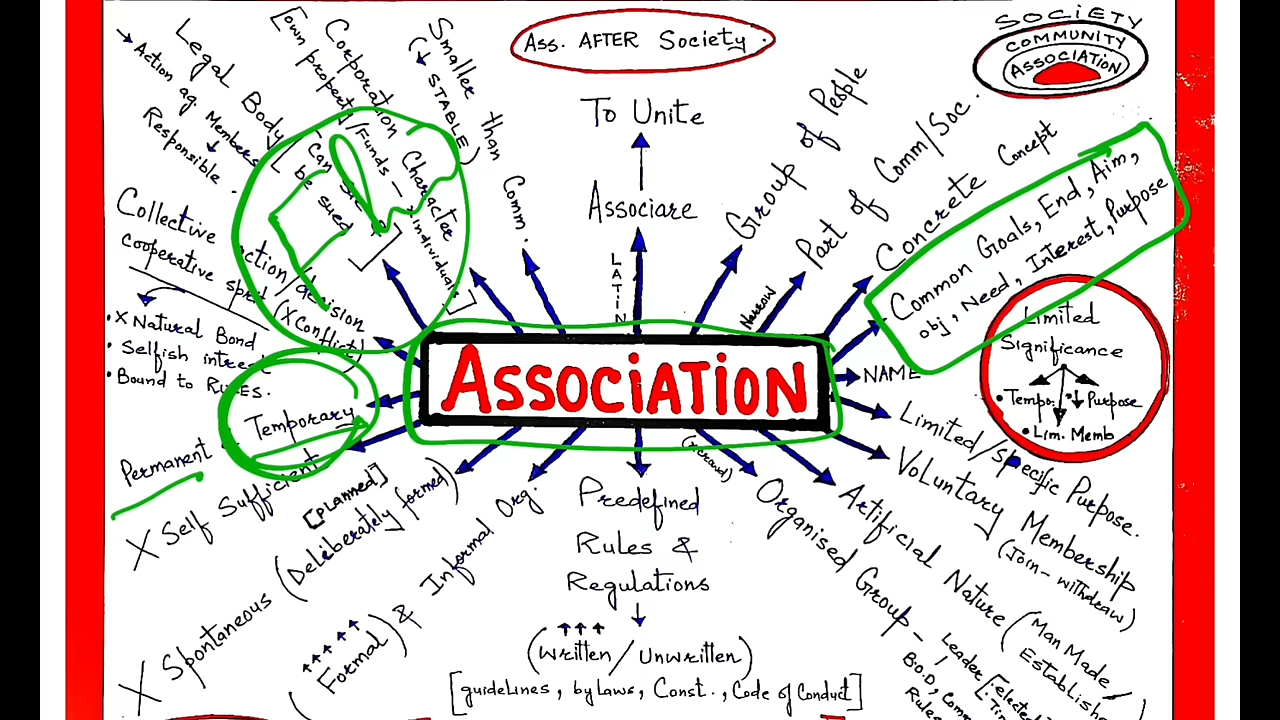 Ass. AFTER Society.
SOCIETY
COMMUNITY
ASSOCIATION
To Unite
Associare
LATIN
Group of People
Narrow
Part of Comm/Soc.
Concrete Concept
Common Goals, End, Aim,
obj, Need, Interest, Purpose
Limited
Significance
• Tempo. • ↓ Purpose
• Lim. Memb
NAME
Limited/Specific Purpose.
Voluntary Membership
(Join-withdraw)
Artificial Nature (Man Made
Establish
Organised Group - Leader
(crowd)
B.O.D, Comm
Rules
Predefined
Rules &
Regulations
↓
(↑↑↑ Written / Unwritten)
[guidelines, bylaws, Const., Code of Conduct]
(↑↑↑↑↑ Formal) & Informal Org.
X Spontaneous (Deliberately formed)
[PLANNED]
X Self Sufficient
Temporary
Permanent
Collective Action/decision
cooperative spirit (X Conflict)
• X Natural Bond
• Selfish interest
• Bound to Rules.
Legal Body
→ Action ag. Members
↓
Responsible.
[Can
be sued
Corporation Character
[own property/Funds - X individuals]
Comm.
Smaller than
(↓ STABLE)
ASSOCIATION